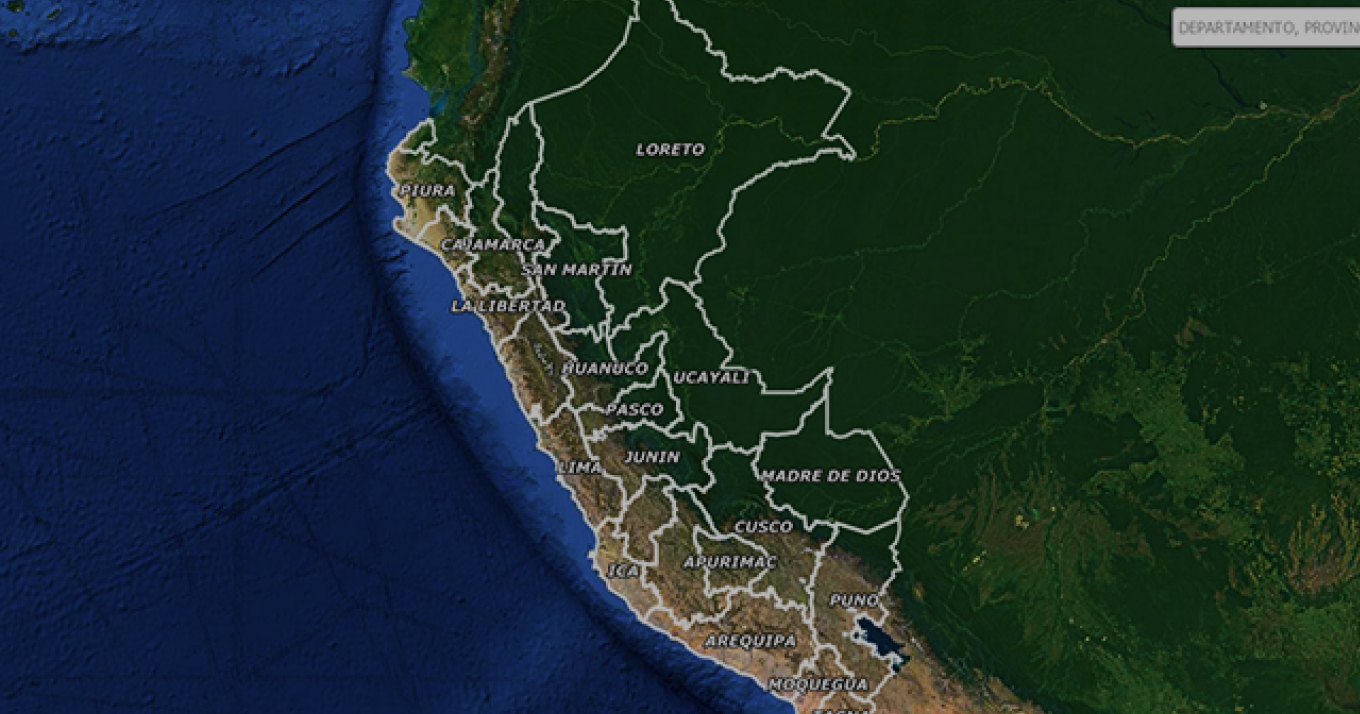 DEPARTAMENTO, PROVIN
LORETO
PIURA
CAJAMARCA
SAN MARTIN
LA LIBERTAD
HUANUCO
UCAYALI
PASCO
JUNIN
LIMA
MADRE DE DIOS
CUSCO
APURIMAC
ICA
PUNO
AREQUIPA
MOQUEGUA
TACNA